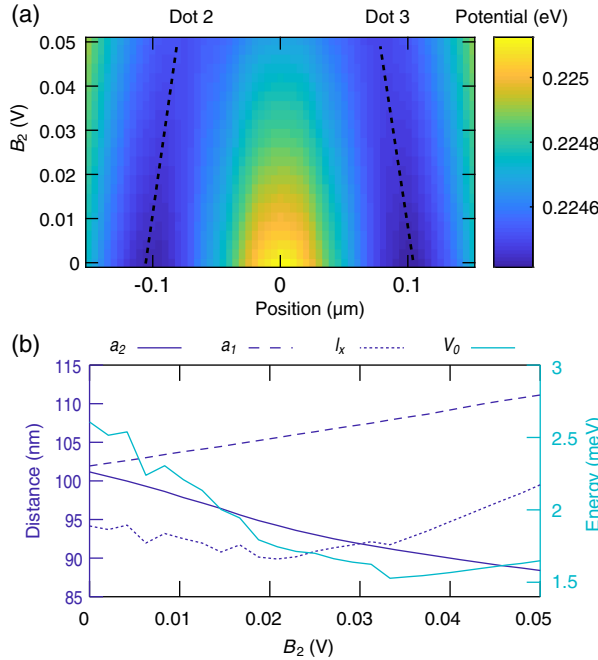 (a)
Dot 2
Dot 3
Potential (eV)
0.05
0.04
0.03
0.02
0.01
0
B2 (V)
-0.1
0
0.1
Position (µm)
0.225
0.2248
0.2246
(b)
a2
a1
lx
V0
115
110
105
100
95
90
85
Distance (nm)
3
2.5
2
1.5
Energy (meV)
0
0.01
0.02
0.03
0.04
0.05
B2 (V)